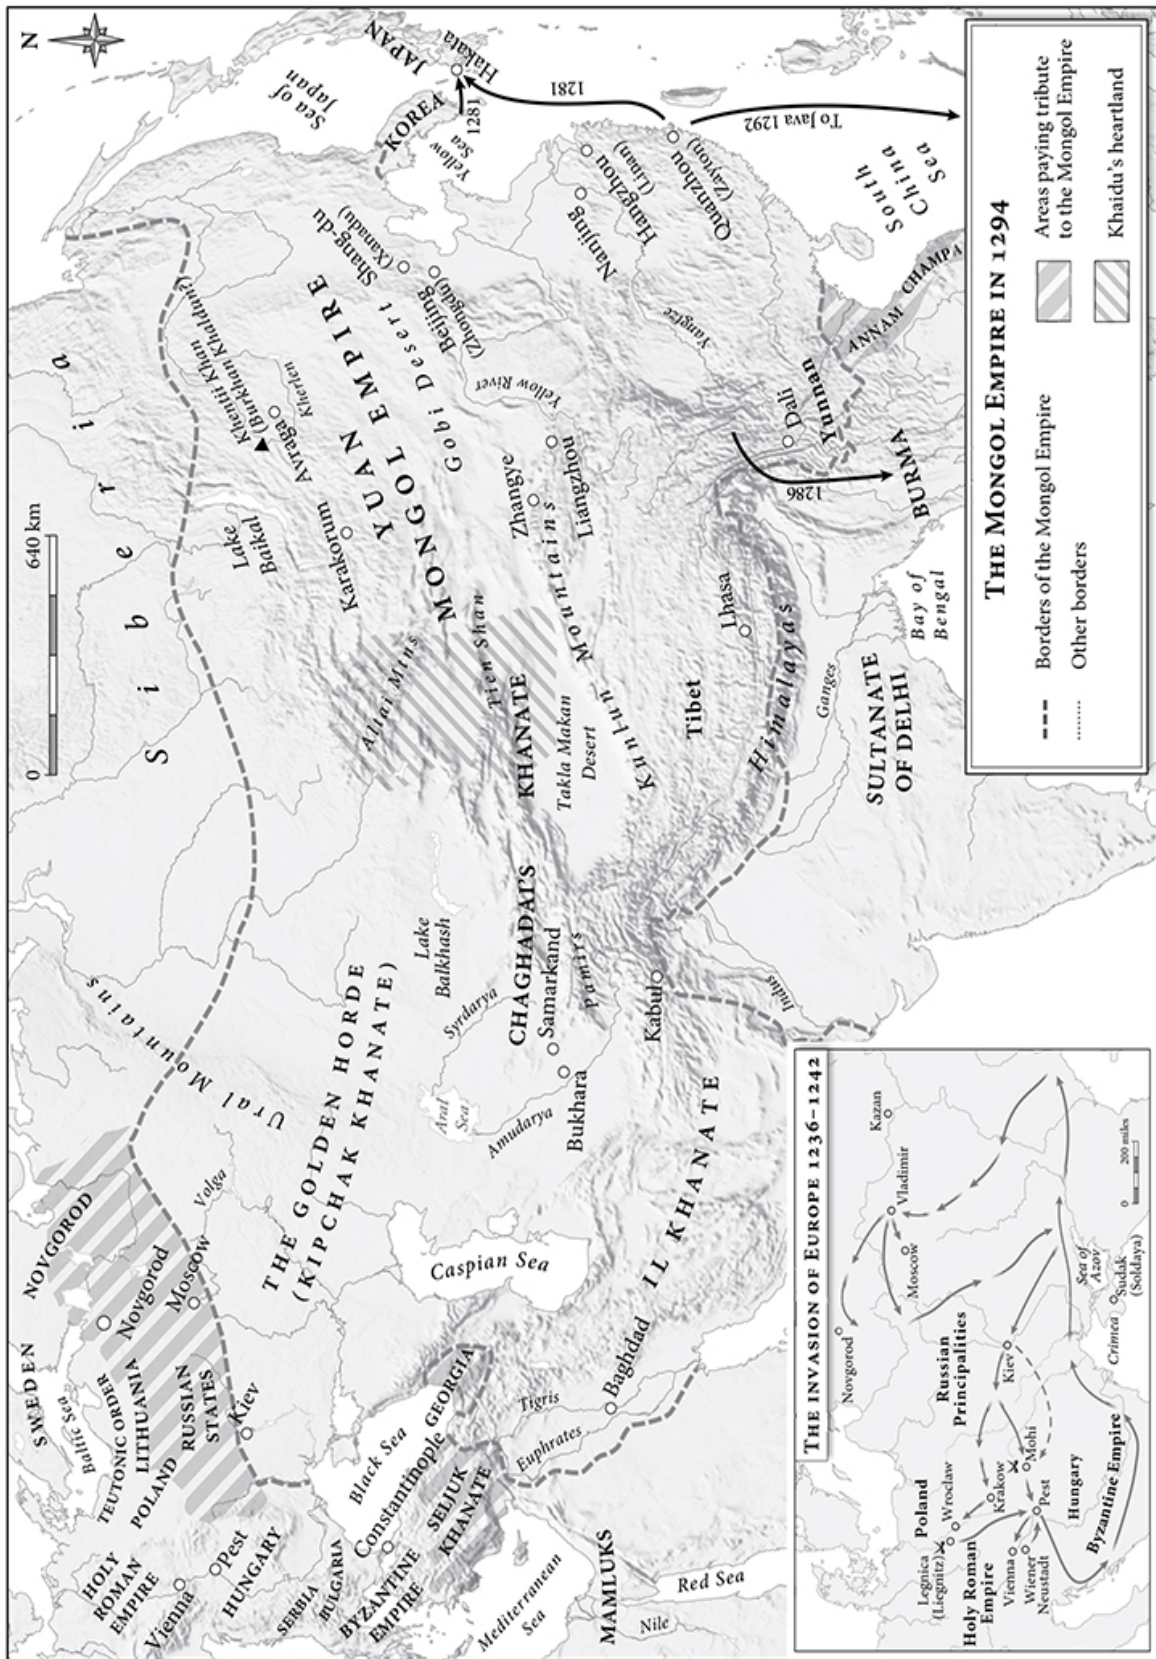 N
0
640 km
S i b e r i a
Ural Mountains
NOVGOROD
SWEDEN
Baltic Sea
Novgorod
Moscow
Volga
TEUTONIC ORDER
LITHUANIA
POLAND
RUSSIAN
STATES
Kiev
HOLY
ROMAN
EMPIRE
Vienna
Pest
HUNGARY
SERBIA
BULGARIA
BYZANTINE
EMPIRE
Constantinople
Black Sea
GEORGIA
SELJUK
KHANATE
Mediterranean
Sea
MAMLUKS
Nile
Red Sea
Euphrates
Tigris
Baghdad
Caspian Sea
THE GOLDEN HORDE
(KIPCHAK KHANATE)
IL KHANATE
Aral
Sea
Amudarya
Syrdarya
Bukhara
Samarkand
Lake
Balkhash
CHAGHADAI'S
KHANATE
Pamirs
Kabul
Indus
Altai Mtns
Tien Shan
Takla Makan
Desert
Kunlun Mountains
Tibet
Lhasa
Himalayas
Ganges
SULTANATE
OF DELHI
Bay of
Bengal
Lake
Baikal
Karakorum
Khentii Khan
(Burkhan Khaldun?)
Avraga
Kherlen
YUAN EMPIRE
MONGOL EMPIRE
Gobi Desert
Shang-du
(Xanadu)
Beijing
(Zhongdu)
Yellow River
Zhangye
Liangzhou
Yangtze
Dali
Yunnan
1286
BURMA
ANNAM
CHAMPA
Nanjing
Hangzhou
(Linan)
Quanzhou
(Zayton)
South
China
Sea
To Java 1292
1281
1281
Yellow
Sea
KOREA
Sea of
Japan
JAPAN
Hakata
THE MONGOL EMPIRE IN 1294
Borders of the Mongol Empire
Other borders
Areas paying tribute
to the Mongol Empire
Khaidu's heartland
THE INVASION OF EUROPE 1236–1242
Novgorod
Vladimir
Kazan
Moscow
Russian
Principalities
Kiev
Poland
Legnica
(Liegnitz)
Wroclaw
Krakow
Mohi
Holy Roman
Empire
Vienna
Wiener
Neustadt
Pest
Hungary
Byzantine Empire
Crimea
Sea of
Azov
Sudak
(Soldaya)
0
200 miles